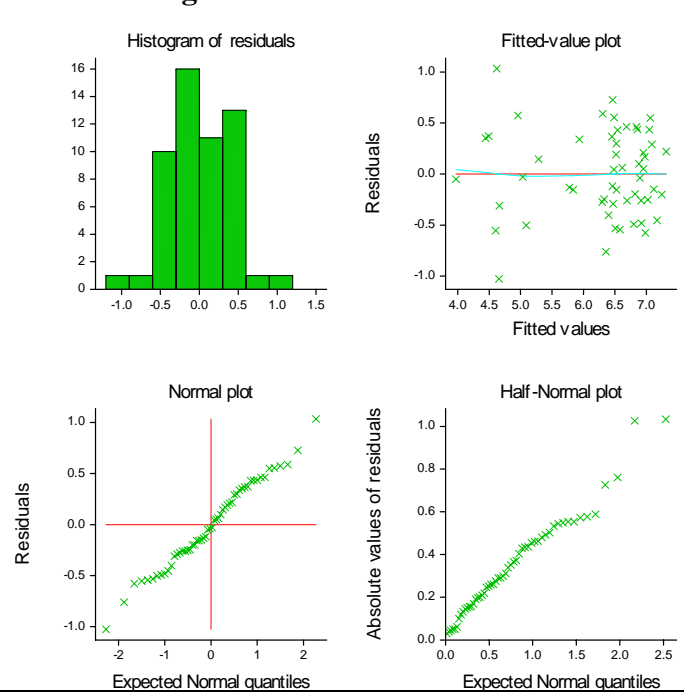 Histogram of residuals
16
14
12
10
8
6
4
2
0
-1.0 -0.5 0.0 0.5 1.0 1.5
Fitted-value plot
Residuals
1.0
0.5
0.0
-0.5
-1.0
4.0 4.5 5.0 5.5 6.0 6.5 7.0
Fitted values
Normal plot
Residuals
1.0
0.5
0.0
-0.5
-1.0
-2 -1 0 1 2
Expected Normal quantiles
Half-Normal plot
Absolute values of residuals
1.0
0.8
0.6
0.4
0.2
0.0
0.0 0.5 1.0 1.5 2.0 2.5
Expected Normal quantiles